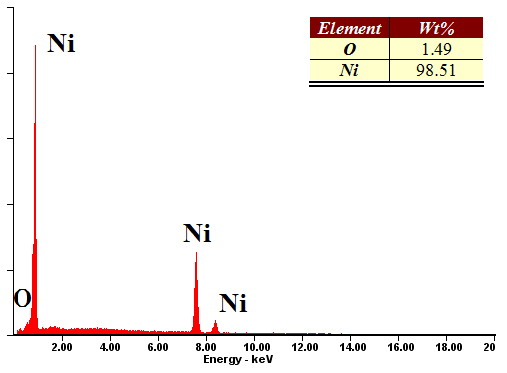 Ni
Element Wt%
O 1.49
Ni 98.51
Ni
Ni
O
2.00 4.00 6.00 8.00 10.00 12.00 14.00 16.00 18.00 20
Energy - keV